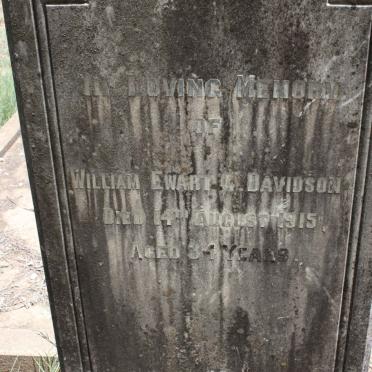 IN LOVING MEMORY
OF
WILLIAM EWART G. DAVIDSON
DIED 14TH AUGUST 1915
AGED 34 YEARS